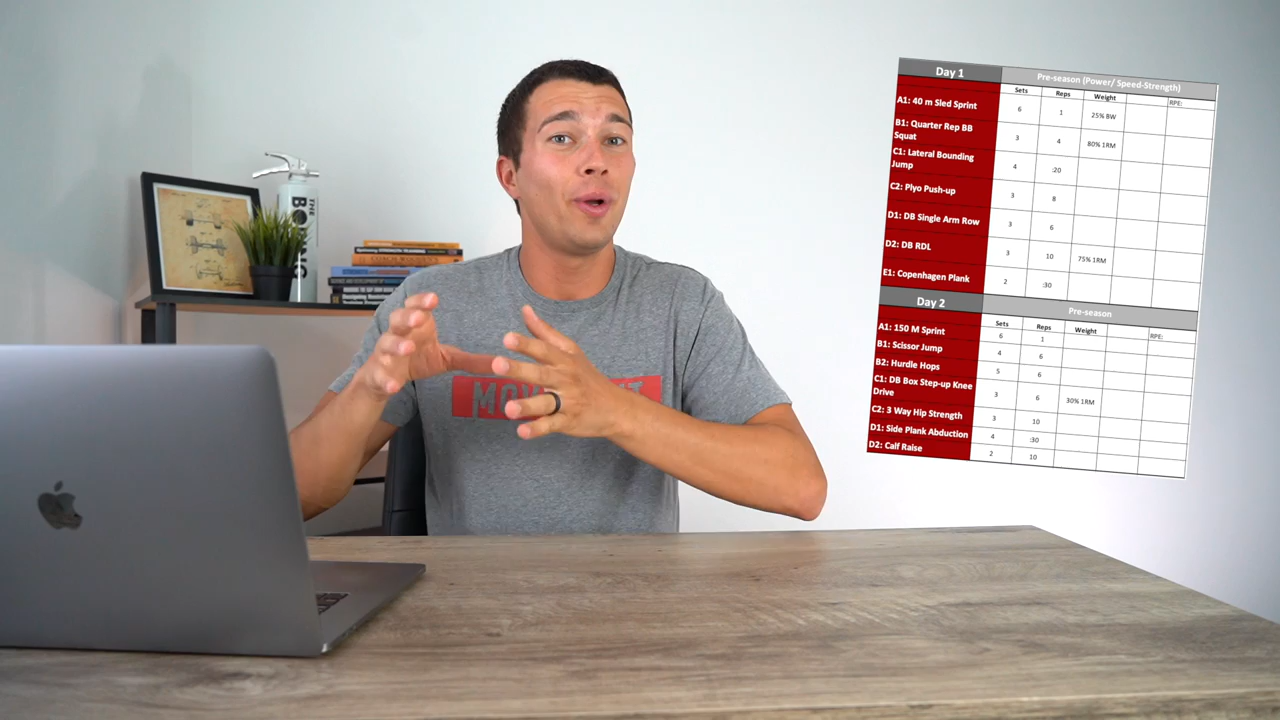 Day 1 Pre-season (Power/ Speed-Strength)
Sets Reps Weight RPE:
A1: 40 m Sled Sprint 6 1 25% BW
B1: Quarter Rep BB
Squat 3 4 80% 1RM
C1: Lateral Bounding
Jump 4 :20
C2: Plyo Push-up 3 8
D1: DB Single Arm Row 3 6
D2: DB RDL 3 10 75% 1RM
E1: Copenhagen Plank 2 :30
Day 2 Pre-season
Sets Reps Weight RPE:
A1: 150 M Sprint 6 1
B1: Scissor Jump 4 6
B2: Hurdle Hops 5 6
C1: DB Box Step-up Knee
Drive 3 6 30% 1RM
C2: 3 Way Hip Strength 3 10
D1: Side Plank Abduction 4 :30
D2: Calf Raise 2 10
THE